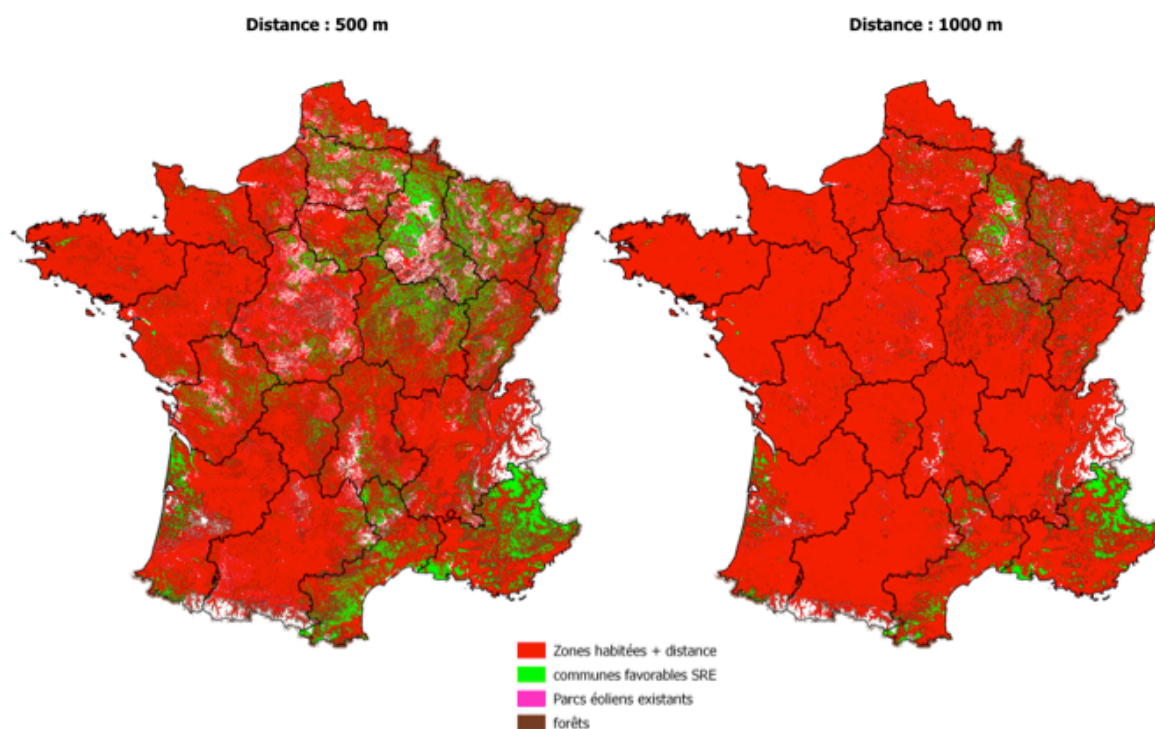 Distance : 500 m
Distance : 1000 m
Zones habitées + distance
communes favorables SRE
Parcs éoliens existants
forêts